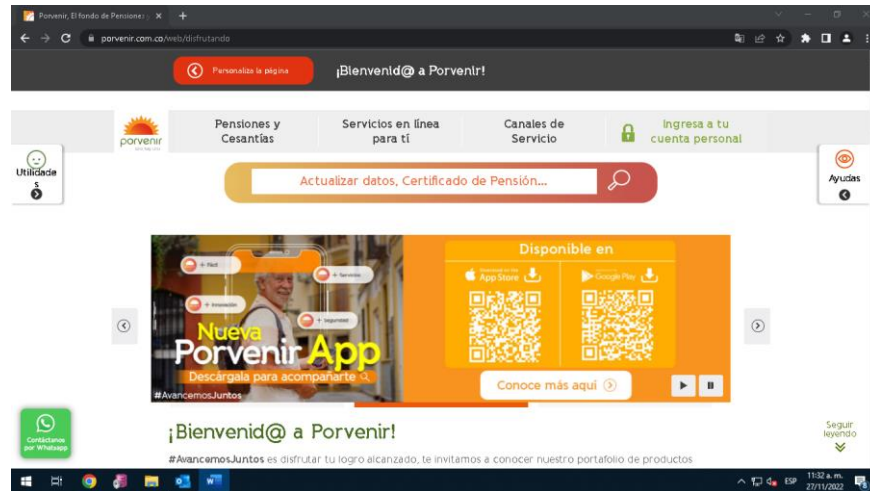 Porvenir, El fondo de Pensiones y
porvenir.com.co/web/disfrutando
Personaliza la página
¡Bienvenid@ a Porvenir!
Pensiones y
Cesantías
Servicios en línea
para tí
Canales de
Servicio
Ingresa a tu
cuenta personal
porvenir
Utilidade
s
Ayudas
Actualizar datos, Certificado de Pensión...
Disponible en
App Store
Google Play
+ fácil
+ Servicios
+ Innovación
+ Seguridad
Nueva
Porvenir App
Descárgala para acompañarte
#AvancemosJuntos
Conoce más aquí
Contáctanos
por Whatsapp
Seguir
leyendo
¡Bienvenid@ a Porvenir!
#AvancemosJuntos es disfrutar tu logro alcanzado, te invitamos a conocer nuestro portafolio de productos
ESP
11:32 a. m.
27/11/2022